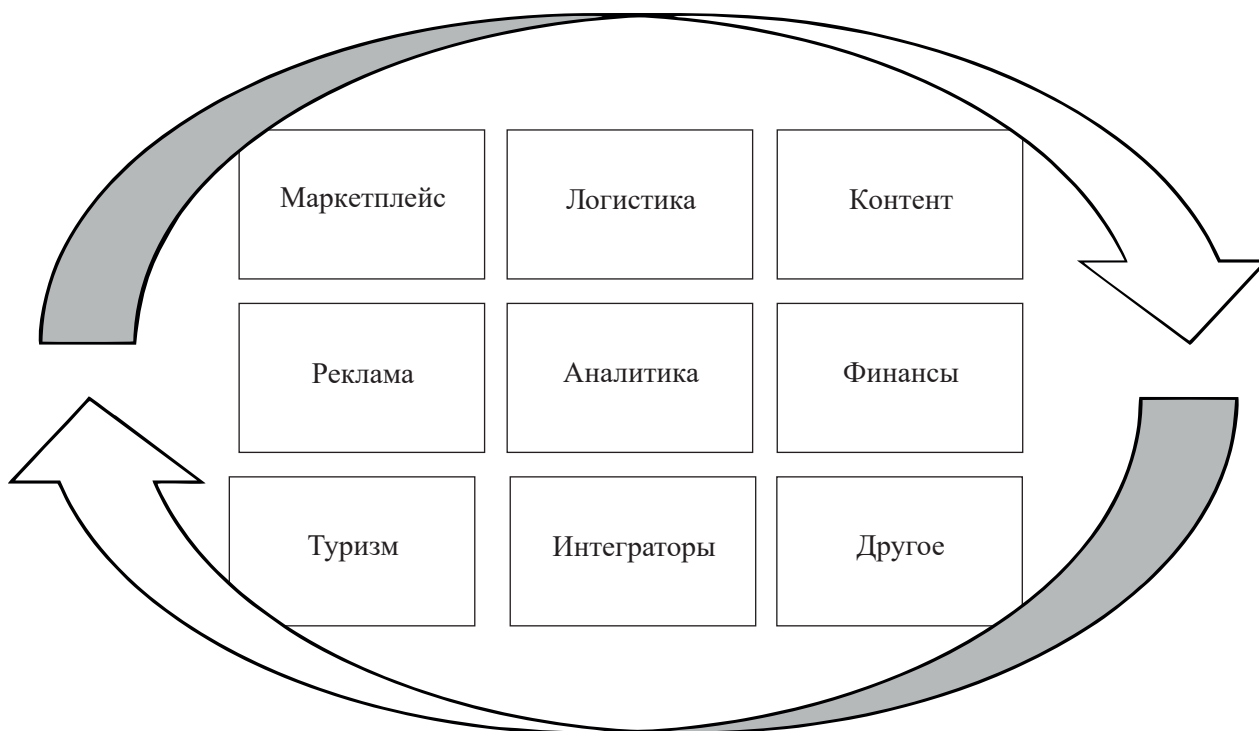 Маркетплейс
Логистика
Контент
Реклама
Аналитика
Финансы
Туризм
Интеграторы
Другое